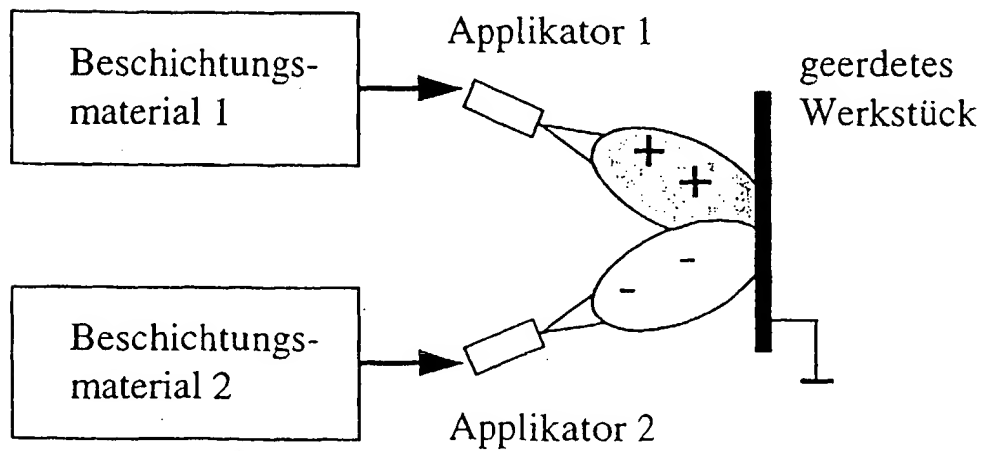 Applikator 1
Beschichtungs-
material 1
geerdetes
Werkstück
+
+
-
-
Beschichtungs-
material 2
Applikator 2